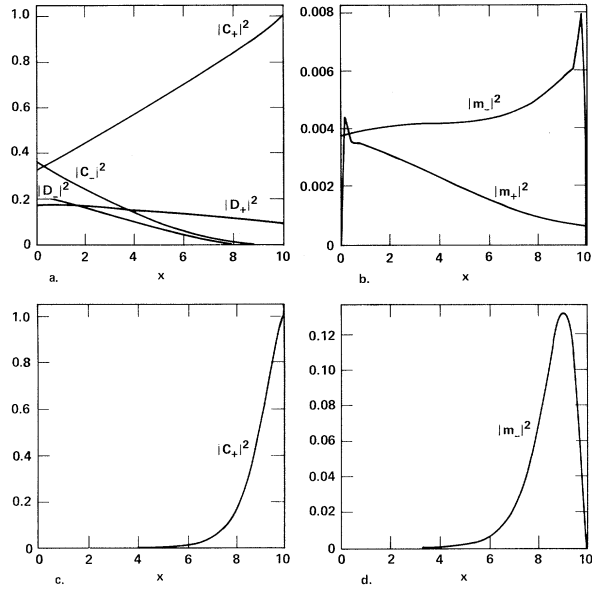 1.0
0.8
0.6
0.4
0.2
0
|C₊|²
|C₋|²
|D₋|²
|D₊|²
0 2 4 6 8 10
a. x
0.008
0.006
0.004
0.002
0
|m₋|²
|m₊|²
0 2 4 6 8 10
b. x
1.0
0.8
0.6
0.4
0.2
0
|C₊|²
0 2 4 6 8 10
c. x
0.12
0.10
0.08
0.06
0.04
0.02
0
|m₋|²
0 2 4 6 8 10
d. x